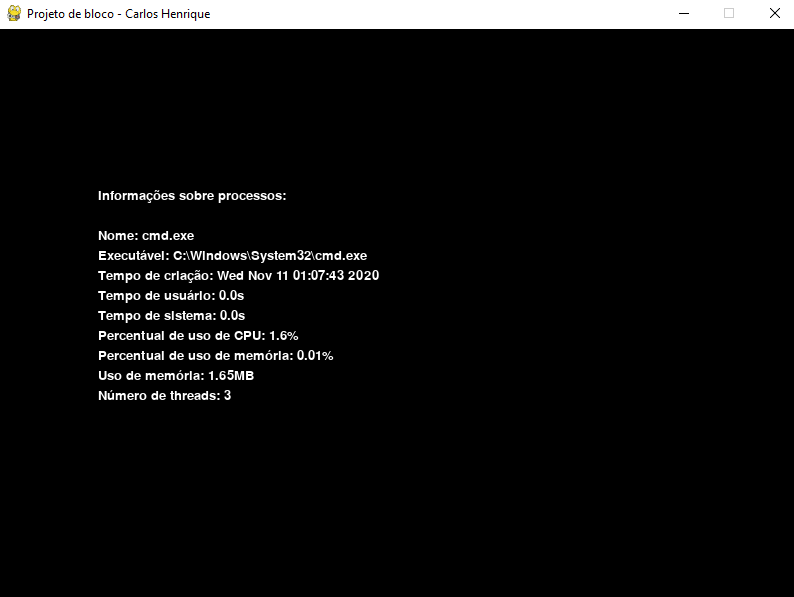 Projeto de bloco - Carlos Henrique
Informações sobre processos:
Nome: cmd.exe
Executável: C:\Windows\System32\cmd.exe
Tempo de criação: Wed Nov 11 01:07:43 2020
Tempo de usuário: 0.0s
Tempo de sistema: 0.0s
Percentual de uso de CPU: 1.6%
Percentual de uso de memória: 0.01%
Uso de memória: 1.65MB
Número de threads: 3